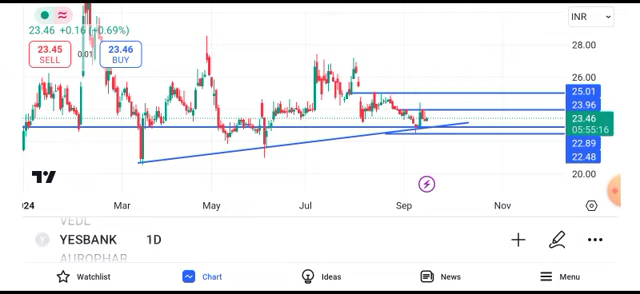 23.46 +0.16 (+0.69%)
INR
23.45
SELL
0.01
23.46
BUY
28.00
26.00
25.01
23.96
23.46
05:55:16
22.89
22.48
20.00
2024
Mar
May
Jul
Sep
Nov
VEDL
YESBANK 1D
AUROPHAR
Watchlist
Chart
Ideas
News
Menu